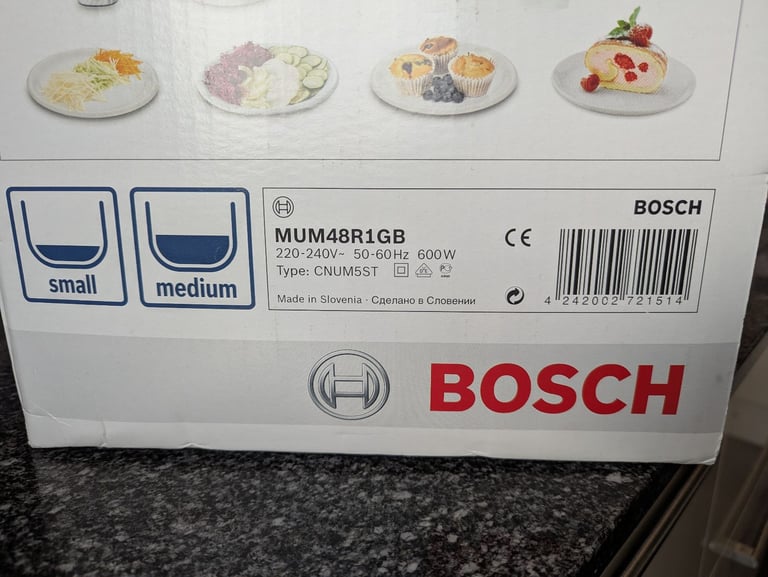 small
medium
BOSCH
MUM48R1GB
220-240V~ 50-60Hz 600W
Type: CNUM5ST
Made in Slovenia · Сделано в Словении
CE
4 242002 721514
BOSCH